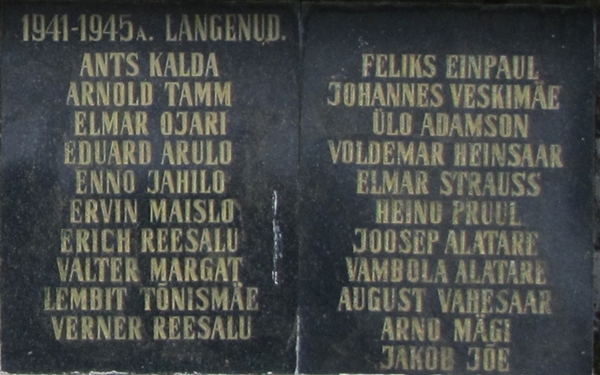 1941-1945A. LANGENUD.
ANTS KALDA
ARNOLD TAMM
ELMAR OJARI
EDUARD ARULO
ENNO JAHILO
ERVIN MAISLO
ERICH REESALU
VALTER MARGAT
LEMBIT TÕNISMÄE
VERNER REESALU
FELIKS EINPAUL
JOHANNES VESKIMÄE
ÜLO ADAMSON
VOLDEMAR HEINSAAR
ELMAR STRAUSS
HEINO PRUUL
JOOSEP ALATARE
VAMBOLA ALATARE
AUGUST VAHESAAR
ARNO MÄGI
JAKOB JÕE